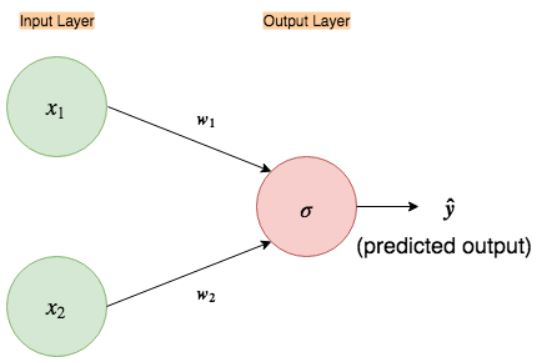 Input Layer
Output Layer
x₁
w₁
σ
ŷ
(predicted output)
x₂
w₂